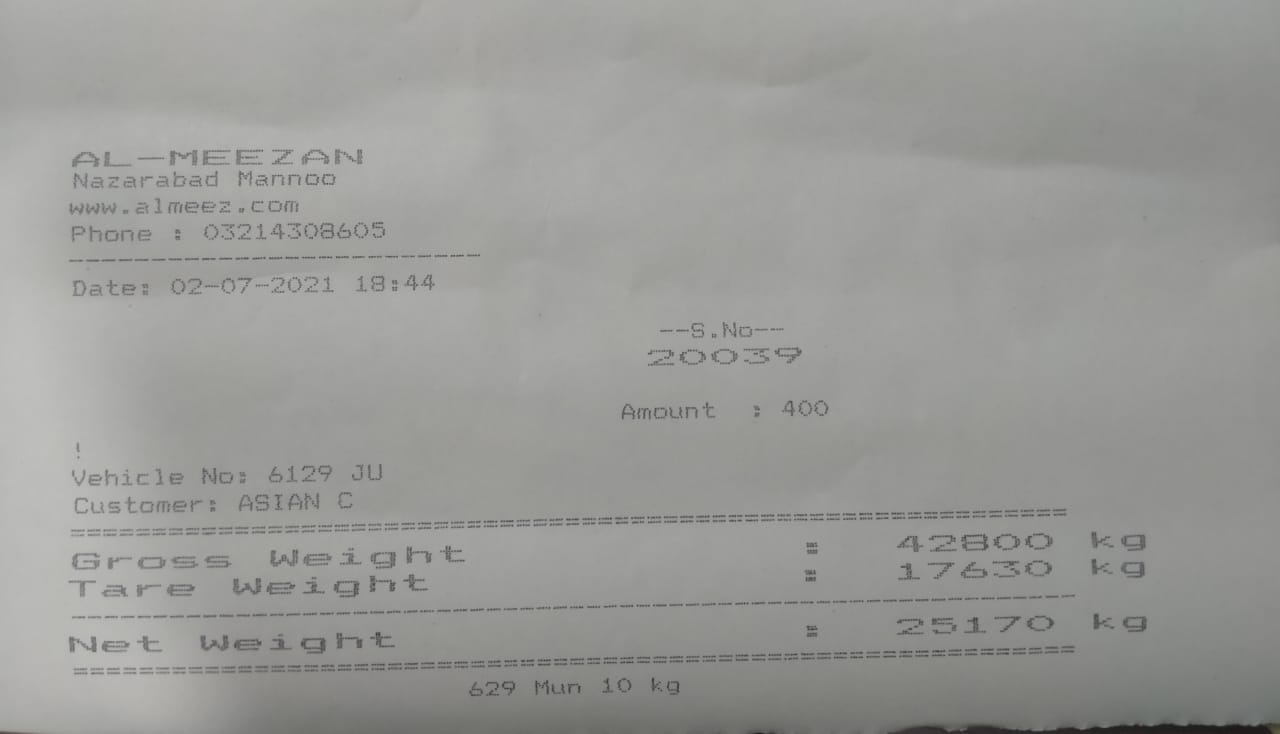 AL-MEEZAN
Nazarabad Mannoo
www.almeez.com
Phone : 03214308605
--------------------------------
Date: 02-07-2021 18:44
--S.No--
20039
Amount : 400
!
Vehicle No: 6129 JU
Customer: ASIAN C
Gross Weight : 42800 kg
Tare Weight : 17630 kg
Net Weight : 25170 kg
629 Mun 10 kg